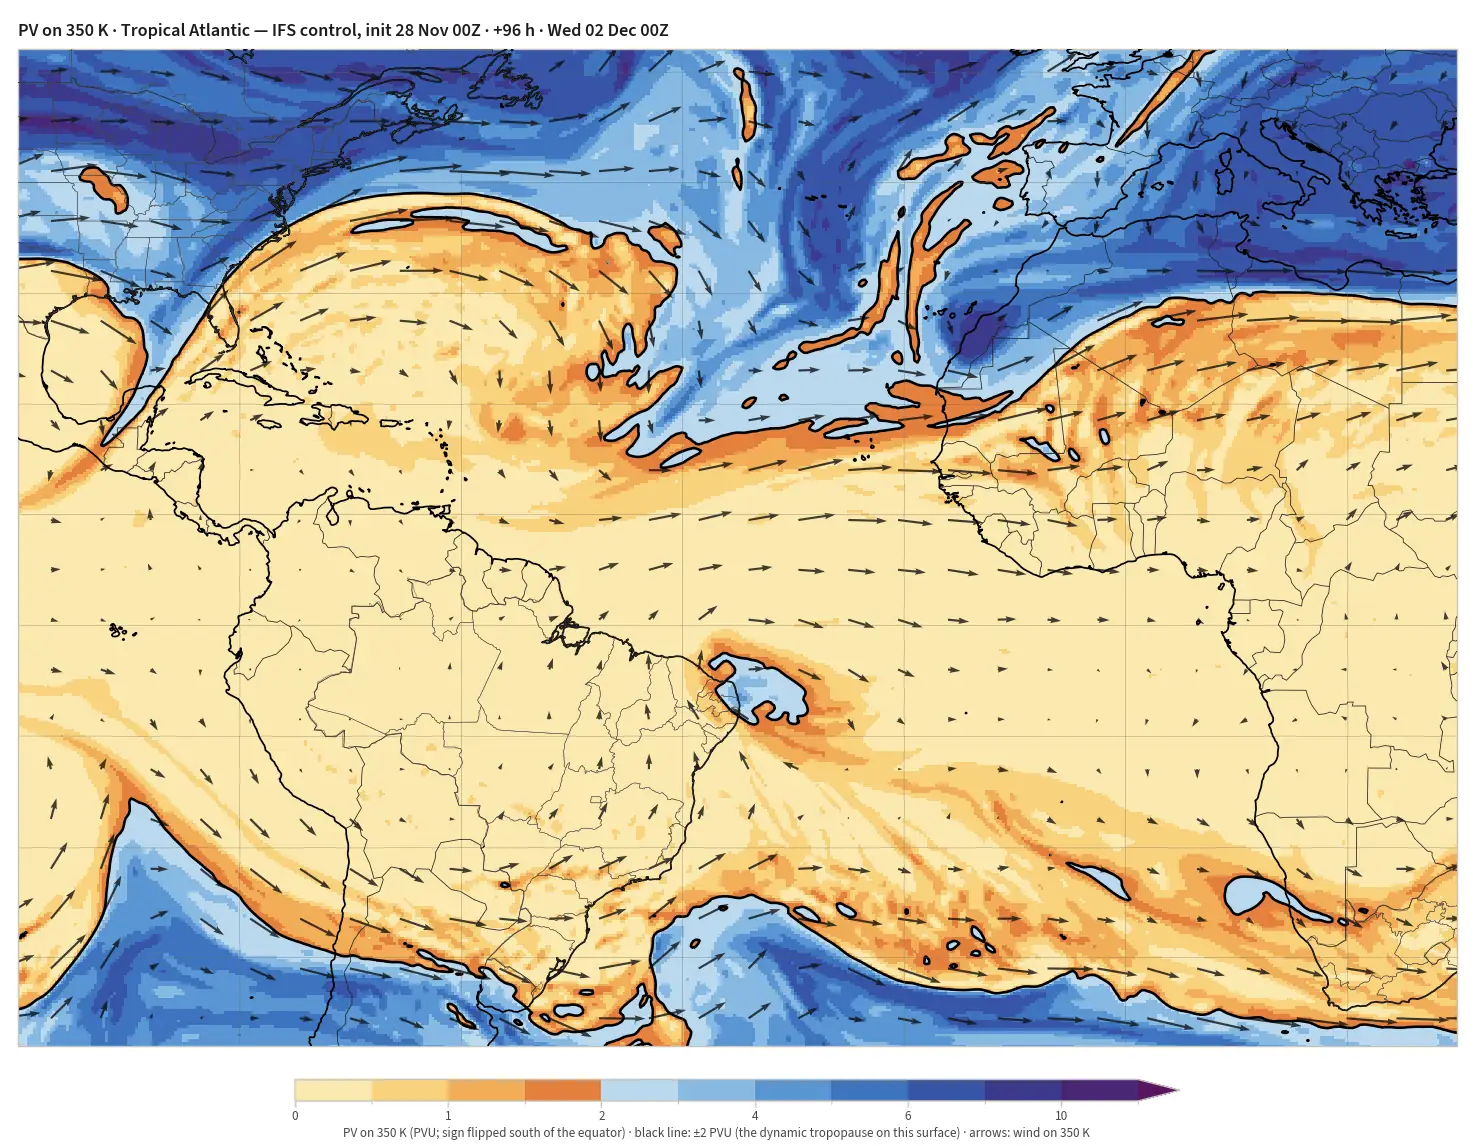 PV on 350 K · Tropical Atlantic — IFS control, init 28 Nov 00Z · +96 h · Wed 02 Dec 00Z
0 1 2 4 6 10
PV on 350 K (PVU; sign flipped south of the equator) · black line: ±2 PVU (the dynamic tropopause on this surface) · arrows: wind on 350 K